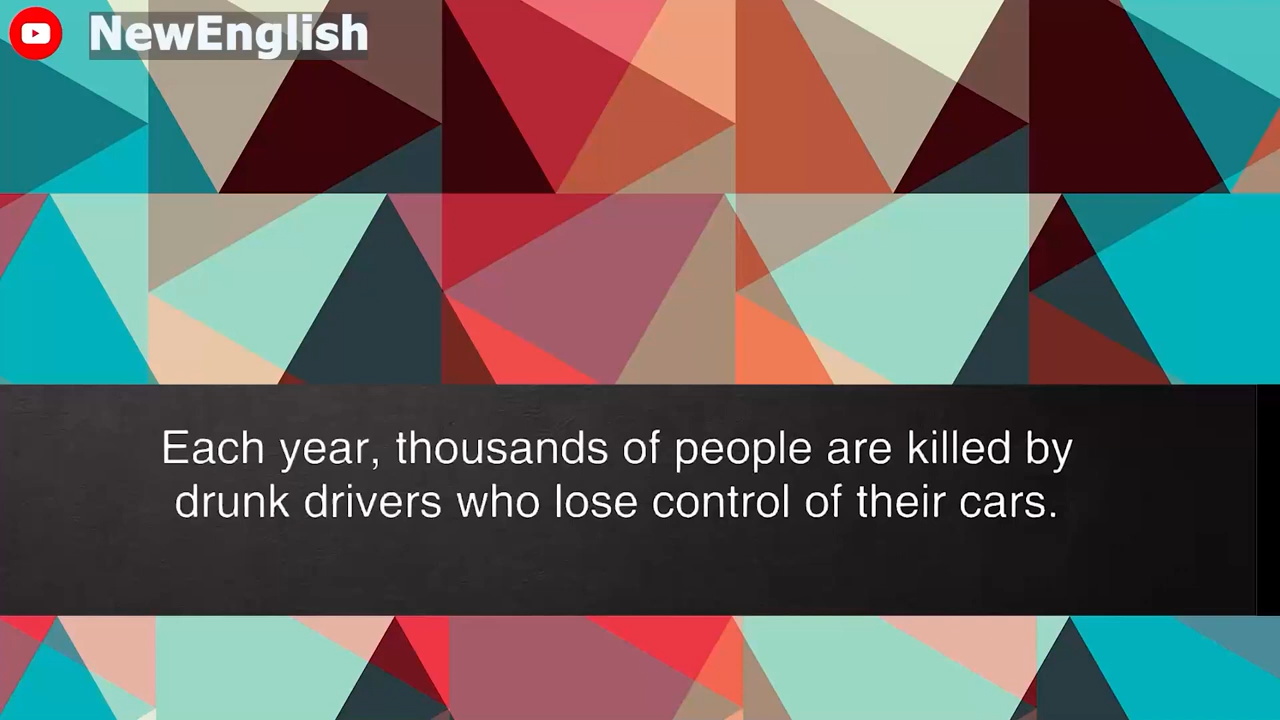 NewEnglish
Each year, thousands of people are killed by
drunk drivers who lose control of their cars.